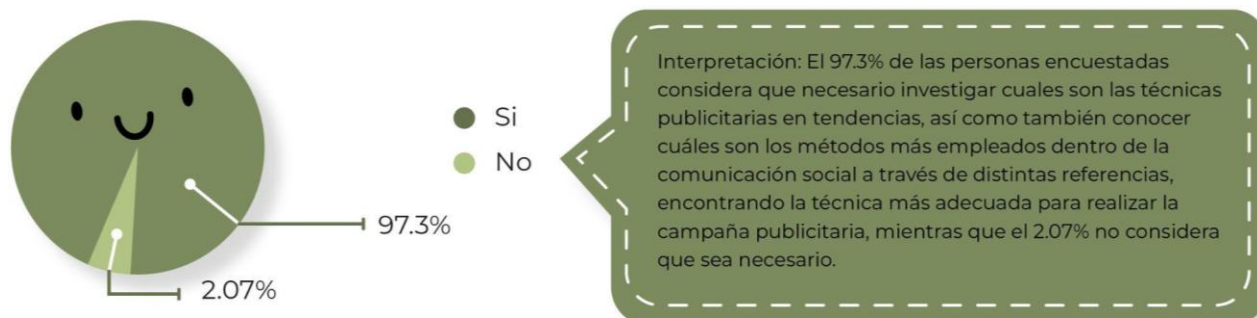 Si
No
97.3%
2.07%
Interpretación: El 97.3% de las personas encuestadas
considera que necesario investigar cuales son las técnicas
publicitarias en tendencias, así como también conocer
cuáles son los métodos más empleados dentro de la
comunicación social a través de distintas referencias,
encontrando la técnica más adecuada para realizar la
campaña publicitaria, mientras que el 2.07% no considera
que sea necesario.